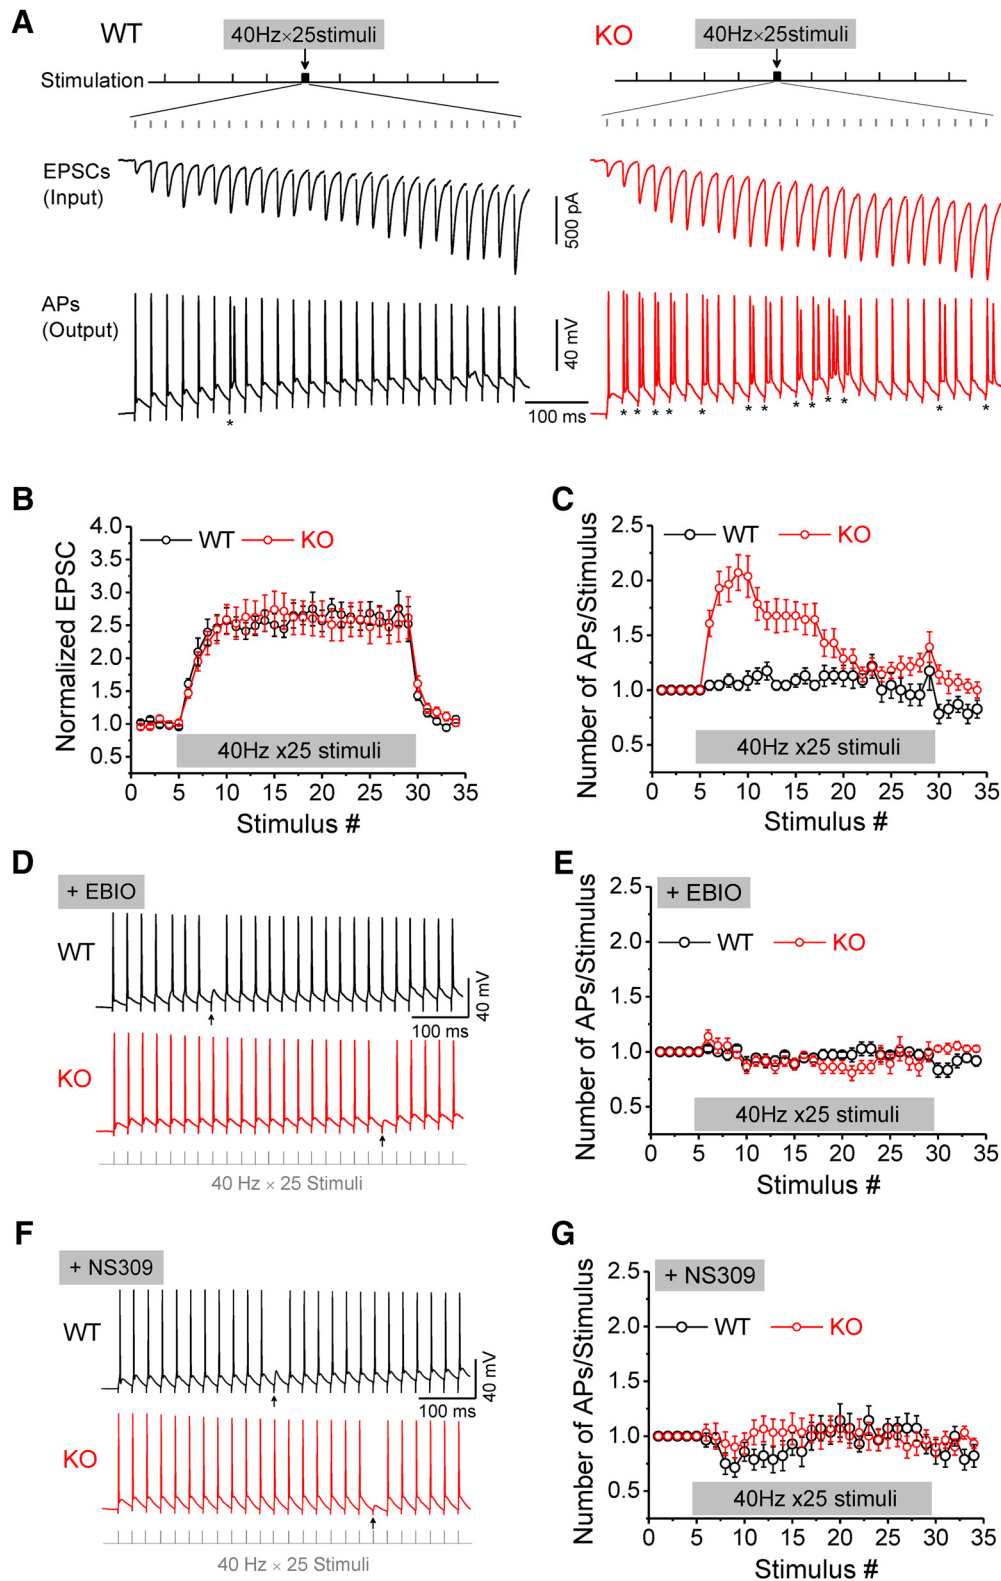 A
WT
40Hz×25stimuli
KO
40Hz×25stimuli
Stimulation
EPSCs
(Input)
500 pA
APs
(Output)
40 mV
100 ms
*
* * * * * * * * * * * * *
B
4.0
3.5
3.0
2.5
2.0
1.5
1.0
0.5
Normalized EPSC
WT
KO
40Hz x25 stimuli
0 5 10 15 20 25 30 35
Stimulus #
C
2.5
2.0
1.5
1.0
0.5
Number of APs/Stimulus
WT
KO
40Hz x25 stimuli
0 5 10 15 20 25 30 35
Stimulus #
D
+ EBIO
WT
40 mV
100 ms
KO
40 Hz × 25 Stimuli
E
+ EBIO
2.5
2.0
1.5
1.0
0.5
Number of APs/Stimulus
WT
KO
40Hz x25 stimuli
0 5 10 15 20 25 30 35
Stimulus #
F
+ NS309
WT
40 mV
100 ms
KO
40 Hz × 25 Stimuli
G
+ NS309
2.5
2.0
1.5
1.0
0.5
Number of APs/Stimulus
WT
KO
40Hz x25 stimuli
0 5 10 15 20 25 30 35
Stimulus #